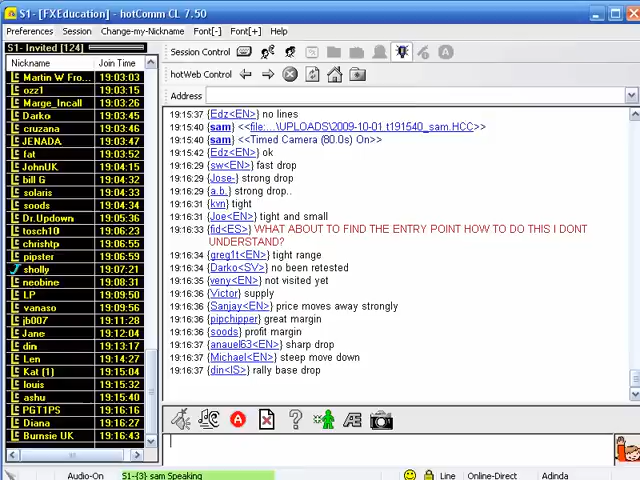 S1- [FXEducation] - hotComm CL 7.50
Preferences Session Change-my-Nickname Font[-] Font[+] Help
S1- Invited [124]
Nickname Join Time
Martin W Fro... 19:03:03
ozz1 19:03:15
Marge_Incall 19:03:26
Darko 19:03:45
cruzana 19:03:46
JENADA 19:03:47
fat 19:03:52
JohnUK 19:04:15
bill G 19:04:32
solaris 19:04:33
soods 19:04:34
Dr.Updown 19:05:36
tosch10 19:06:23
chrishtp 19:06:55
pipster 19:06:59
sholly 19:07:21
neobine 19:08:31
LP 19:09:50
vanaso 19:09:56
jb007 19:11:28
Jane 19:12:04
din 19:13:17
Len 19:14:27
Kat (1) 19:15:04
louis 19:15:32
ashu 19:15:40
PGT1PS 19:16:16
Diana 19:16:27
Burnsie UK 19:16:43
Session Control
A
hotWeb Control
Address
19:15:37 {Edz<EN>} no lines
19:15:40 {sam} <<file:...\UPLOADS\2009-10-01 t191540_sam.HCC>>
19:15:40 {sam} <<Timed Camera (80.0s) On>>
19:15:42 {Edz<EN>} ok
19:16:28 {sw<EN>} fast drop
19:16:29 {Jose-} strong drop
19:16:29 {a.b.} strong drop..
19:16:31 {kvn} tight
19:16:31 {Joe<EN>} tight and small
19:16:33 {fid<ES>} WHAT ABOUT TO FIND THE ENTRY POINT HOW TO DO THIS I DONT
UNDERSTAND?
19:16:34 {greg1t<EN>} tight range
19:16:34 {Darko<SV>} no been retested
19:16:35 {veny<EN>} not visited yet
19:16:36 {Victor} supply
19:16:36 {Sanjay<EN>} price moves away strongly
19:16:36 {pipchipper} great margin
19:16:36 {soods} profit margin
19:16:37 {anauel63<EN>} sharp drop
19:16:37 {Michael<EN>} steep move down
19:16:37 {din<IS>} rally base drop
A
Æ
Audio-On S1-{3} sam Speaking Line Online-Direct Adinda